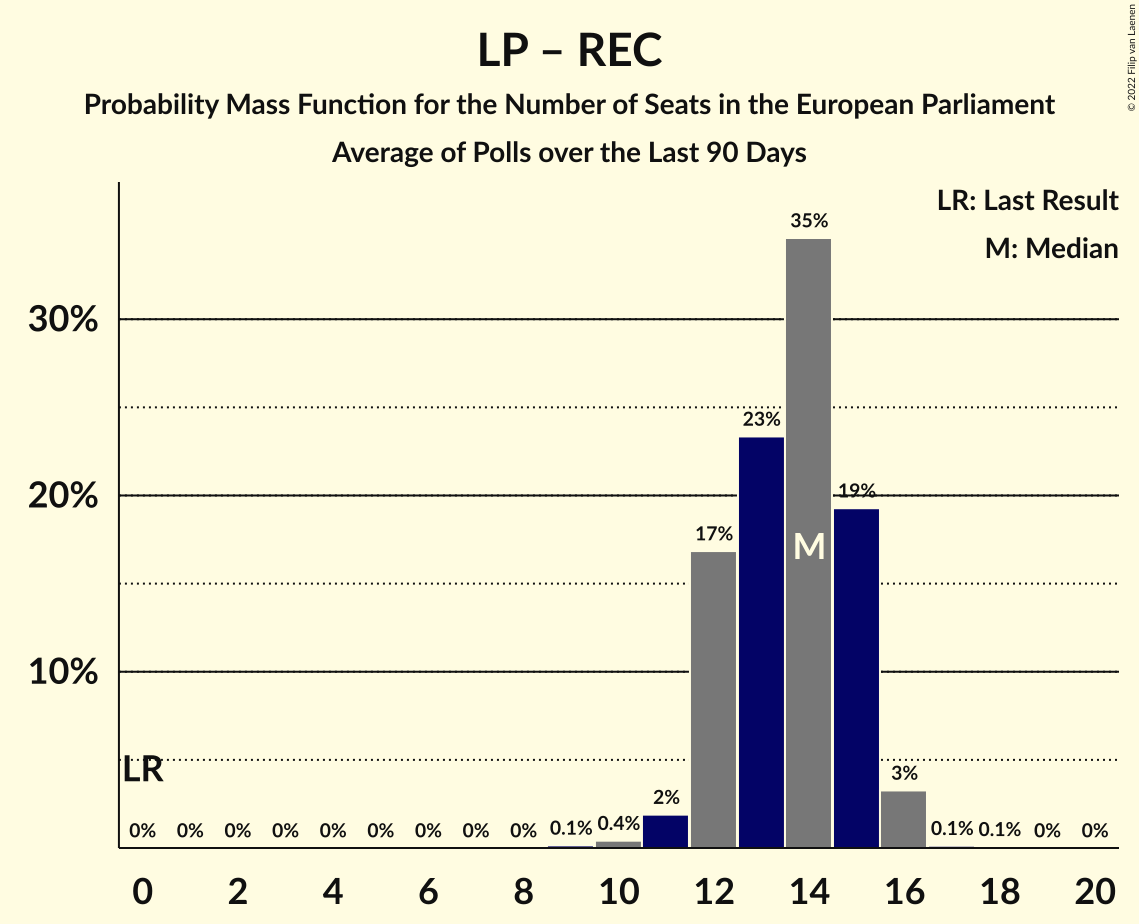 © 2022 Filip van Laenen
LP – REC
Probability Mass Function for the Number of Seats in the European Parliament
Average of Polls over the Last 90 Days
LR: Last Result
M: Median
35%
30%
23%
20%
19%
17%
M
10%
LR
3%
2%
0% 0% 0% 0% 0% 0% 0% 0% 0% 0.1% 0.4% 0.1% 0.1% 0% 0%
0 2 4 6 8 10 12 14 16 18 20